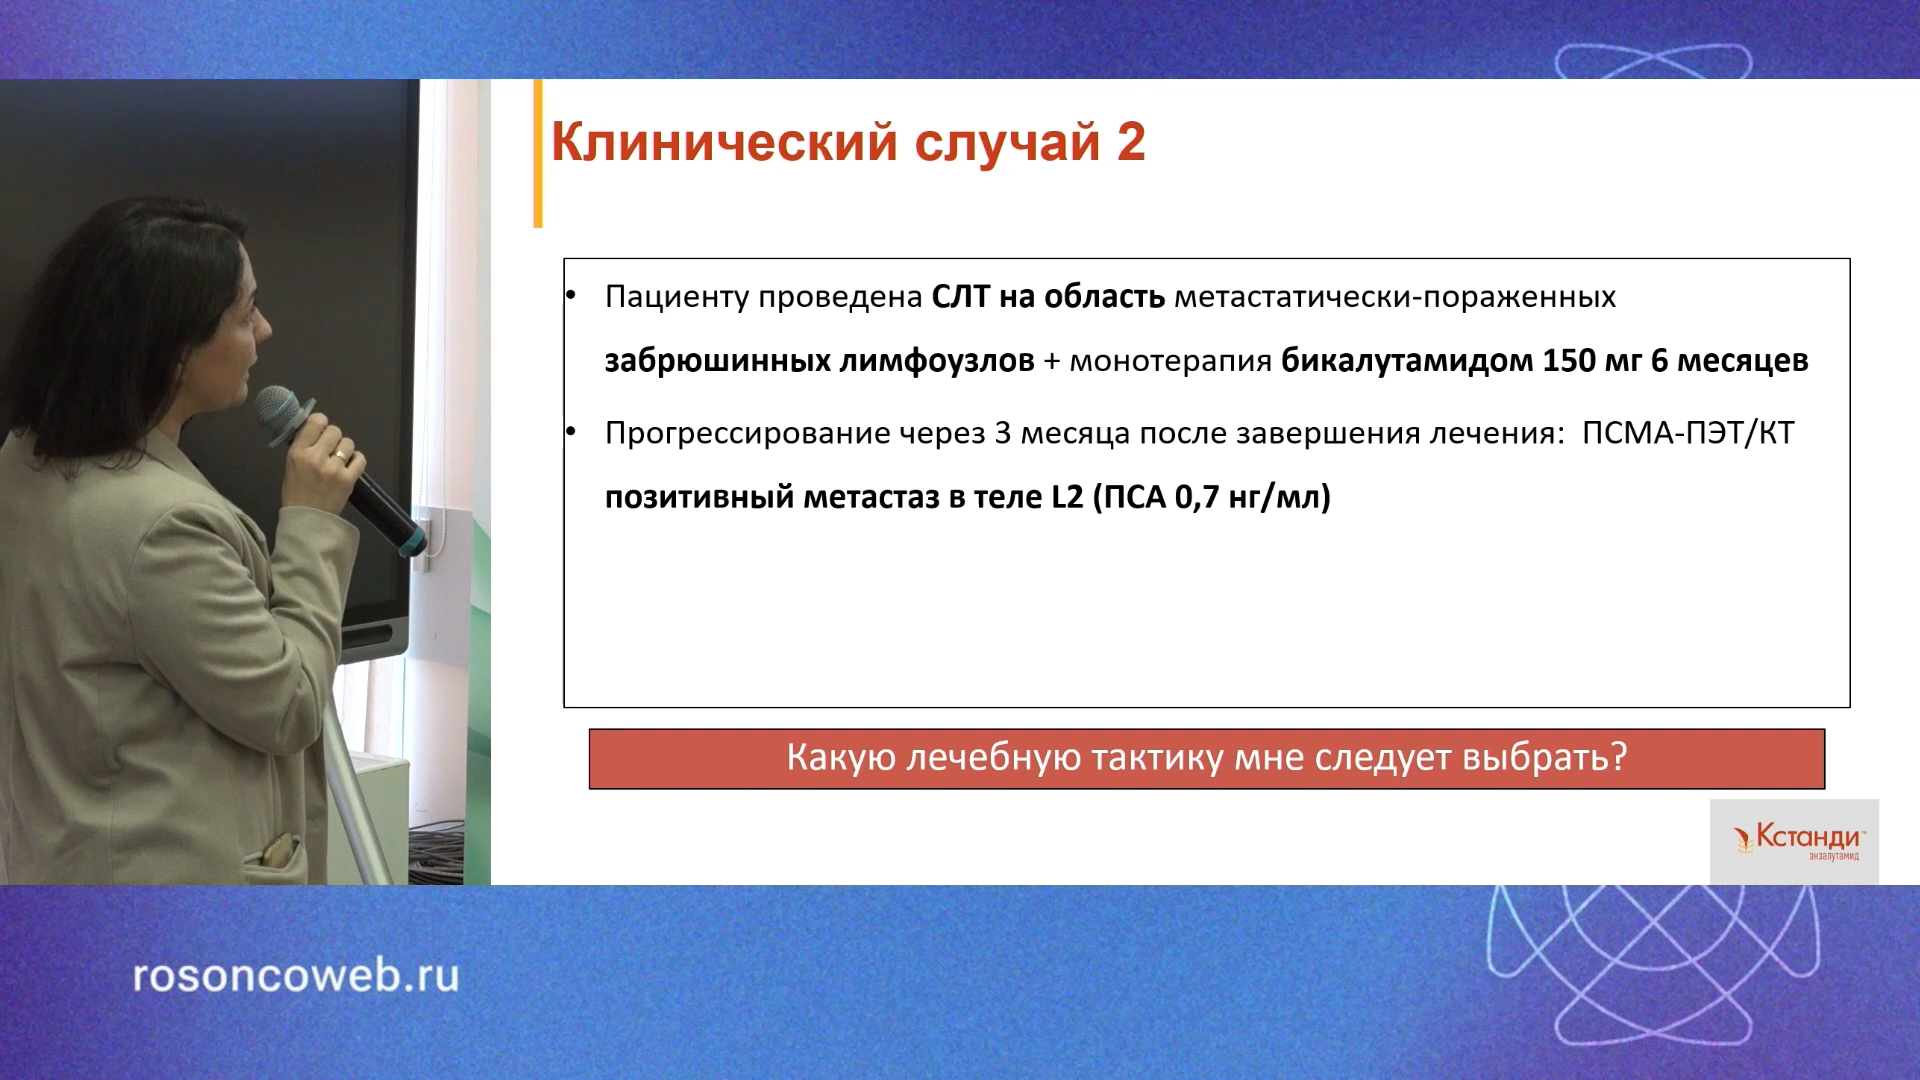 Клинический случай 2
• Пациенту проведена СЛТ на область метастатически-пораженных
забрюшинных лимфоузлов + монотерапия бикалутамидом 150 мг 6 месяцев
• Прогрессирование через 3 месяца после завершения лечения: ПСМА-ПЭТ/КТ
позитивный метастаз в теле L2 (ПСА 0,7 нг/мл)
Какую лечебную тактику мне следует выбрать?
Кстанди™
энзалутамид
rosoncoweb.ru